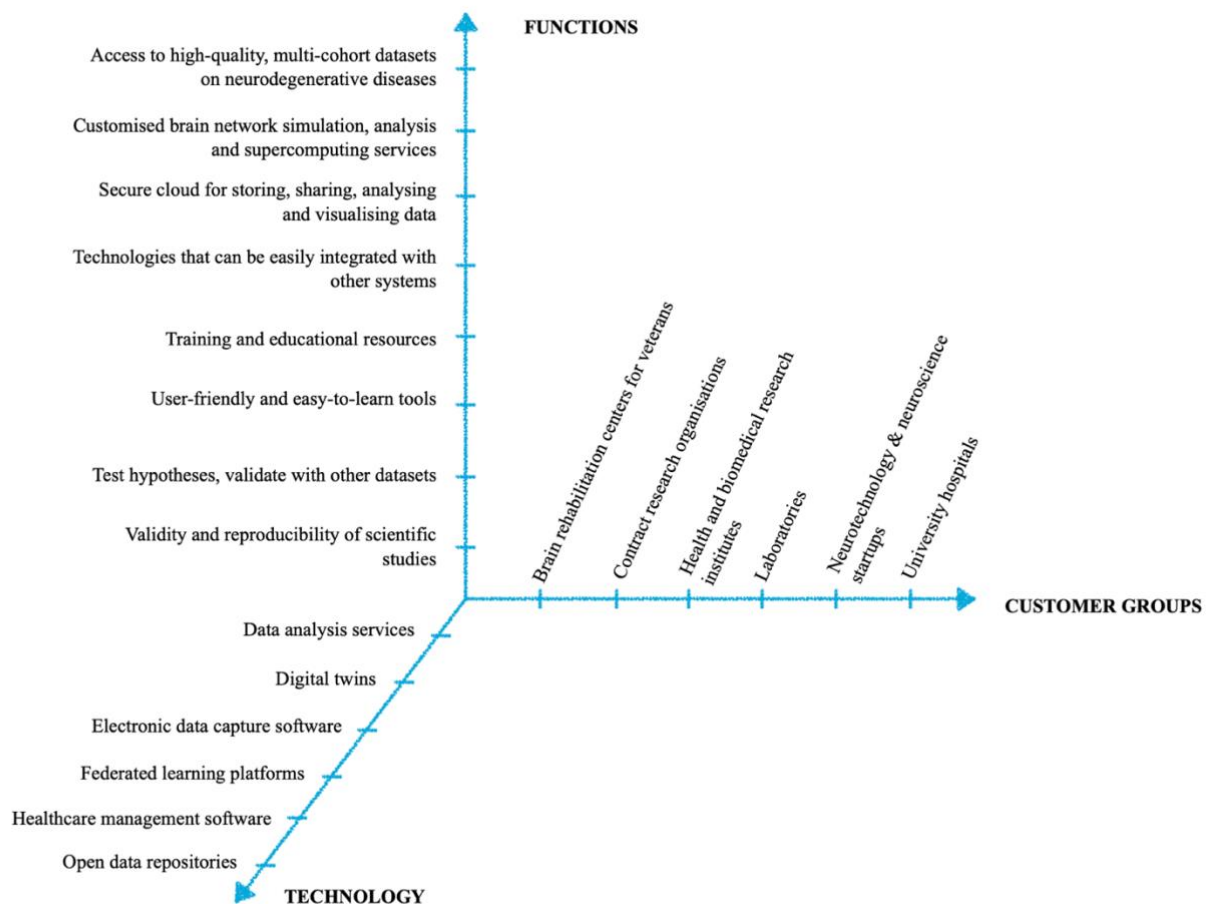 FUNCTIONS
Access to high-quality, multi-cohort datasets
on neurodegenerative diseases
Customised brain network simulation, analysis
and supercomputing services
Secure cloud for storing, sharing, analysing
and visualising data
Technologies that can be easily integrated with
other systems
Training and educational resources
User-friendly and easy-to-learn tools
Test hypotheses, validate with other datasets
Validity and reproducibility of scientific
studies
Brain rehabilitation centers for veterans
Contract research organisations
Health and biomedical research
institutes
Laboratories
Neurotechnology & neuroscience
startups
University hospitals
CUSTOMER GROUPS
Data analysis services
Digital twins
Electronic data capture software
Federated learning platforms
Healthcare management software
Open data repositories
TECHNOLOGY